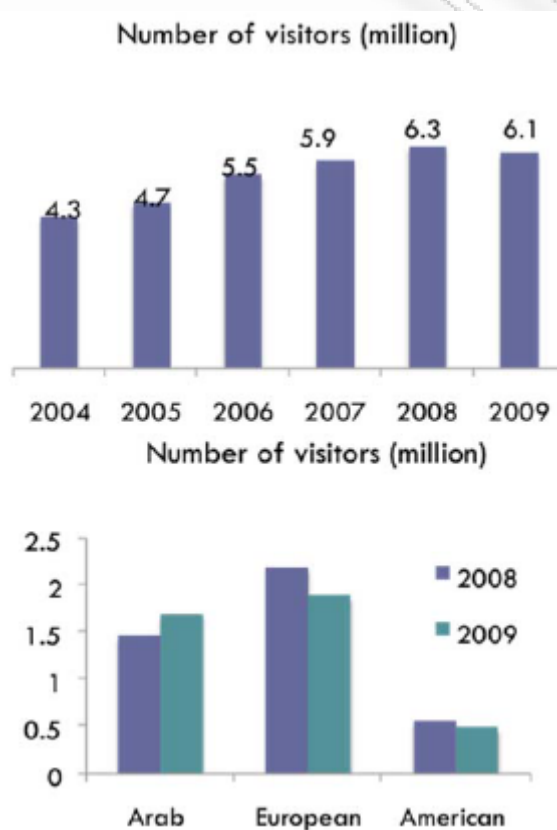 Number of visitors (million)
4.3 4.7 5.5 5.9 6.3 6.1
2004 2005 2006 2007 2008 2009
Number of visitors (million)
2.5
2
1.5
1
0.5
0
2008
2009
Arab European American